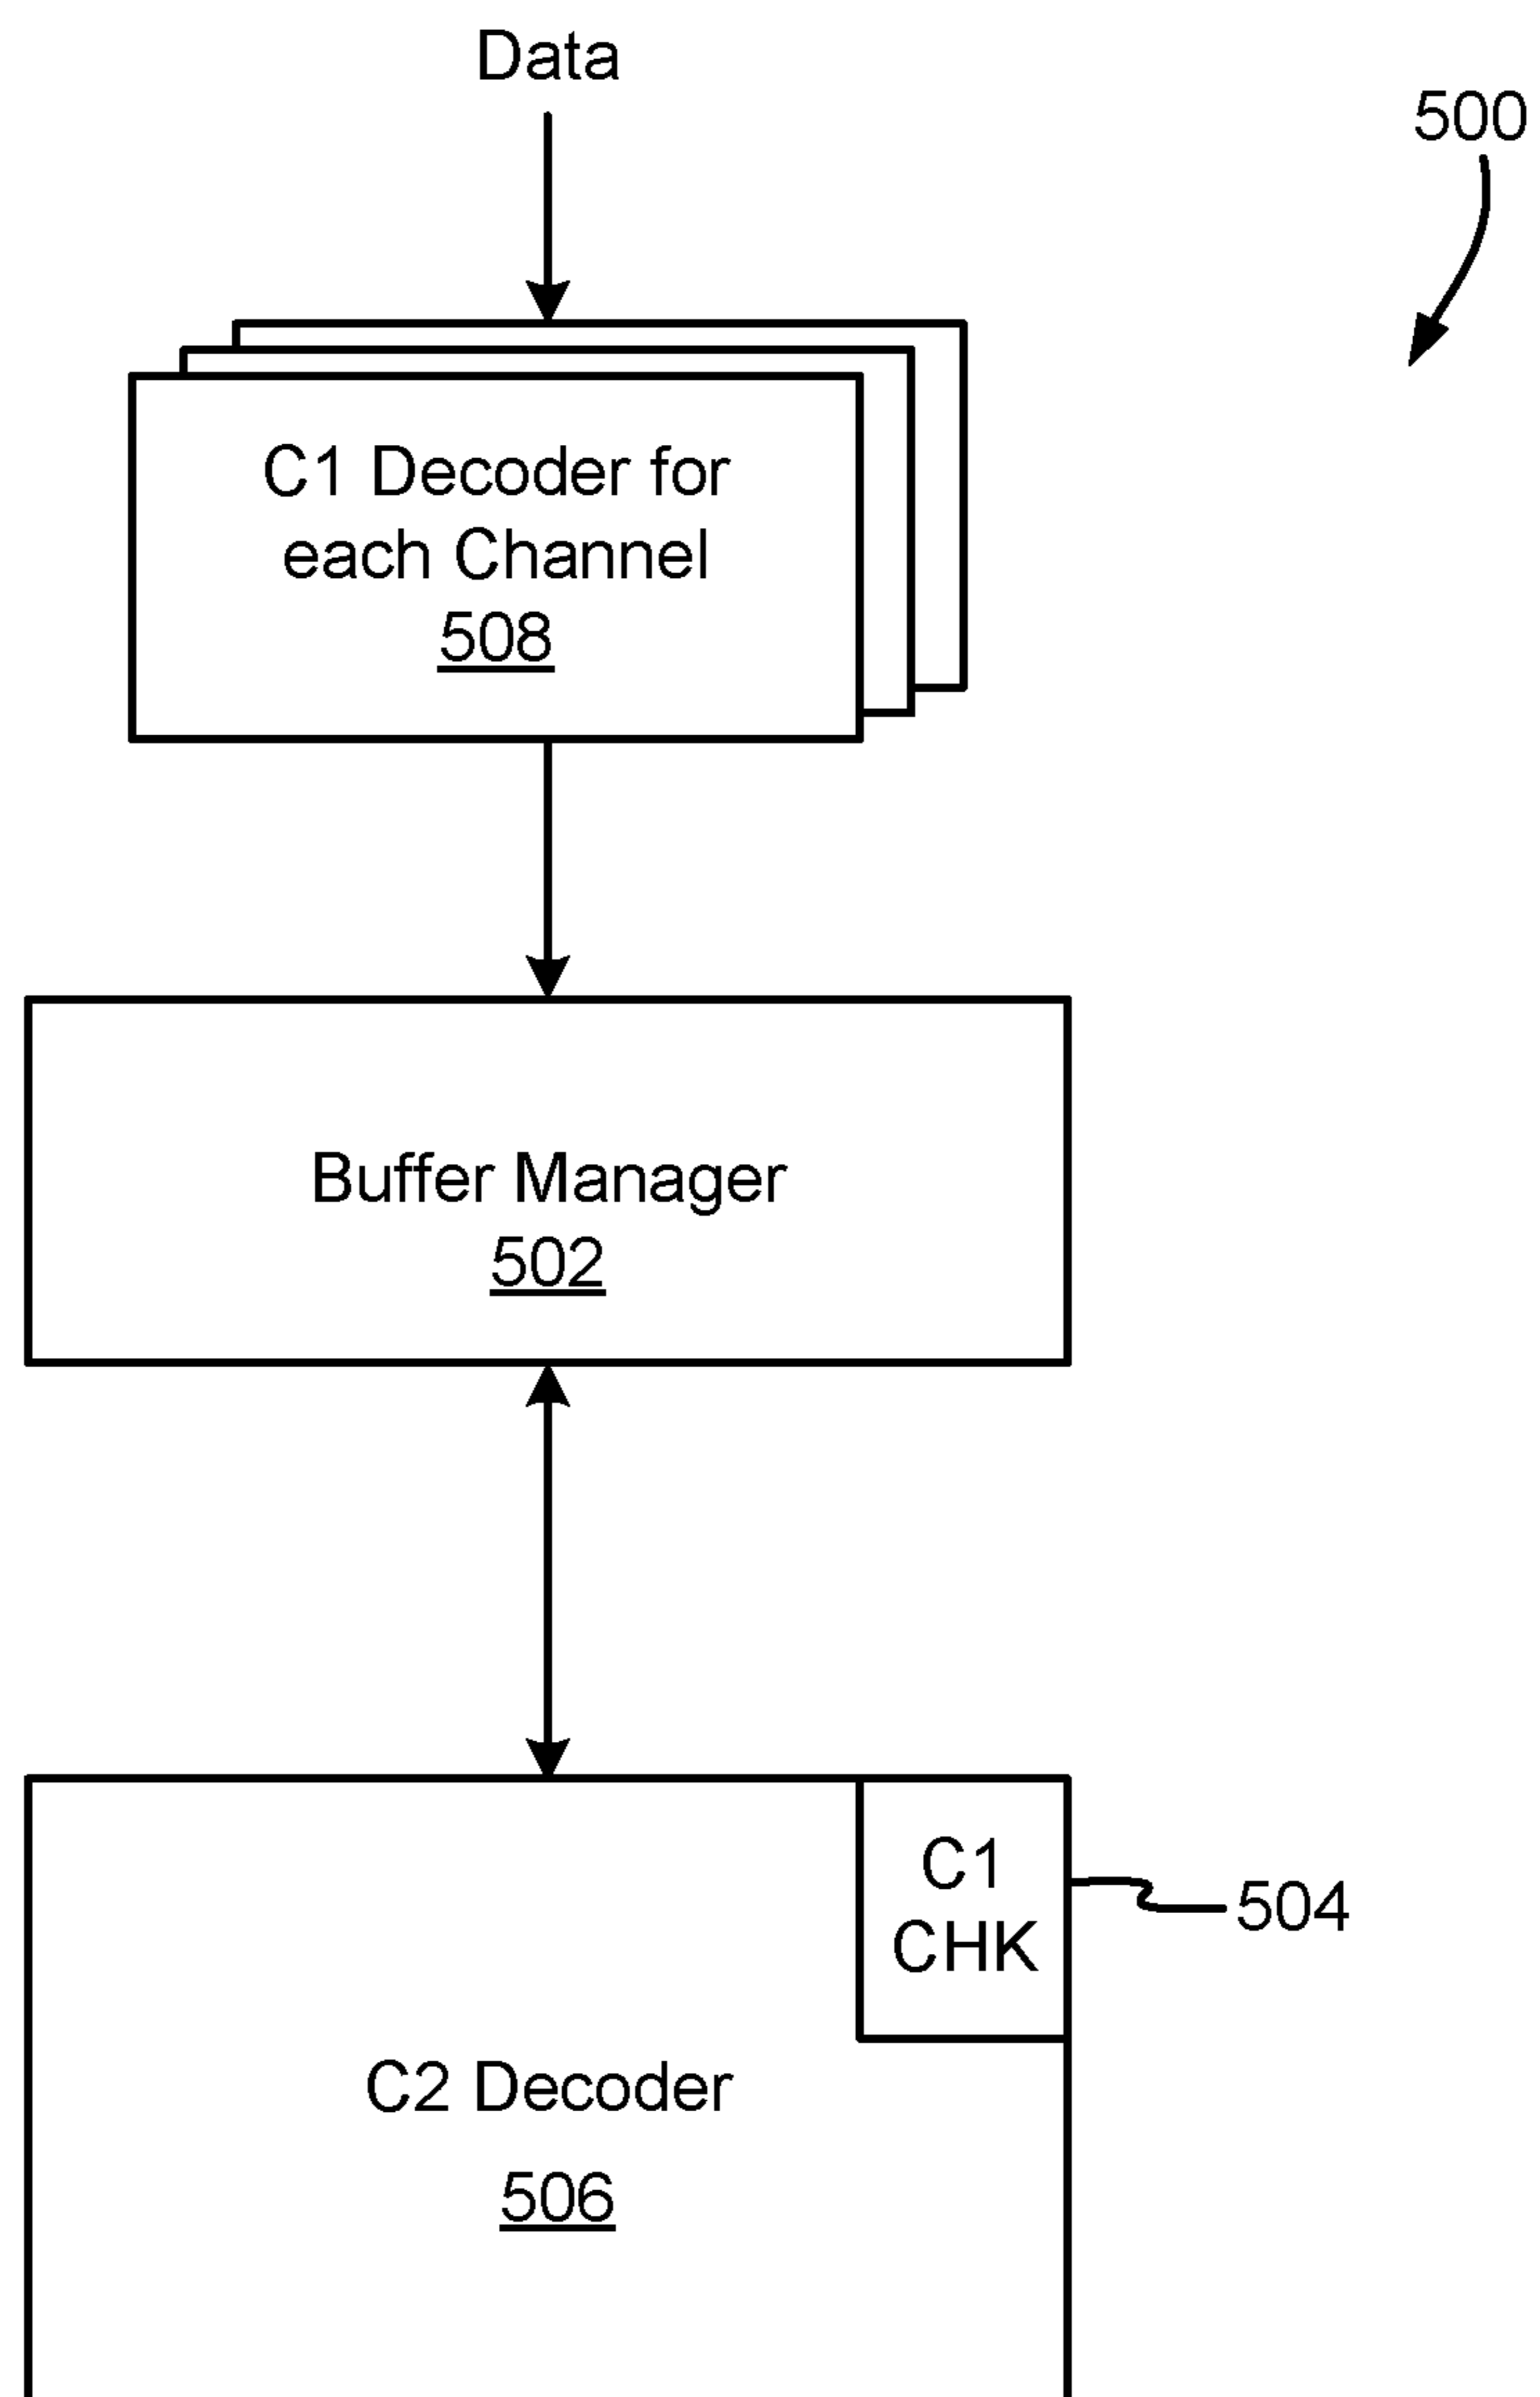 Data
500
C1 Decoder for
each Channel
508
Buffer Manager
502
C1
CHK
504
C2 Decoder
506